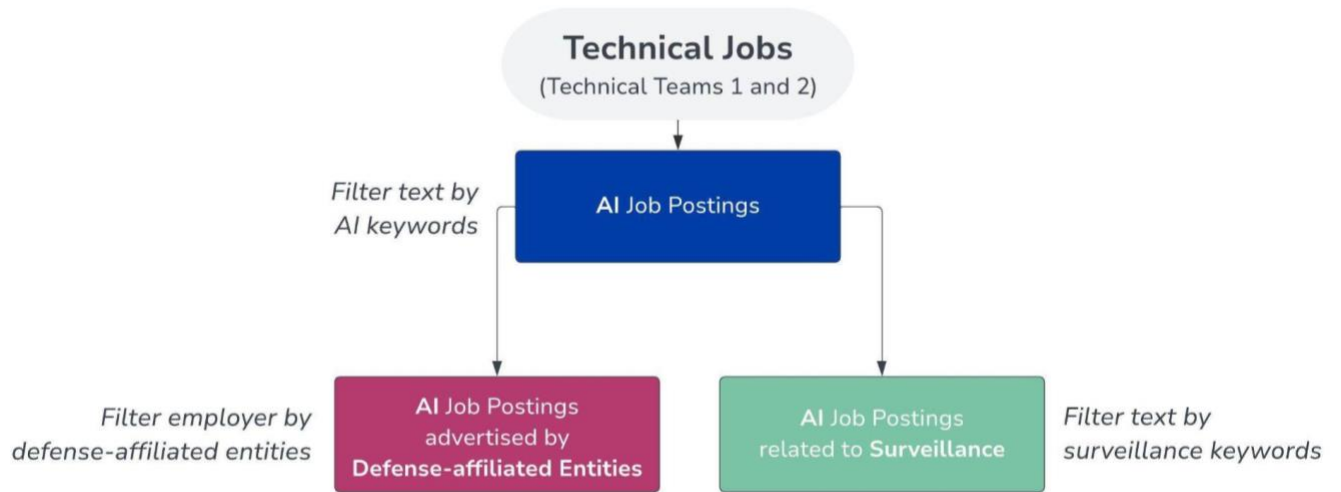 Technical Jobs
(Technical Teams 1 and 2)
Filter text by
AI keywords
AI Job Postings
Filter employer by
defense-affiliated entities
AI Job Postings
advertised by
Defense-affiliated Entities
AI Job Postings
related to Surveillance
Filter text by
surveillance keywords